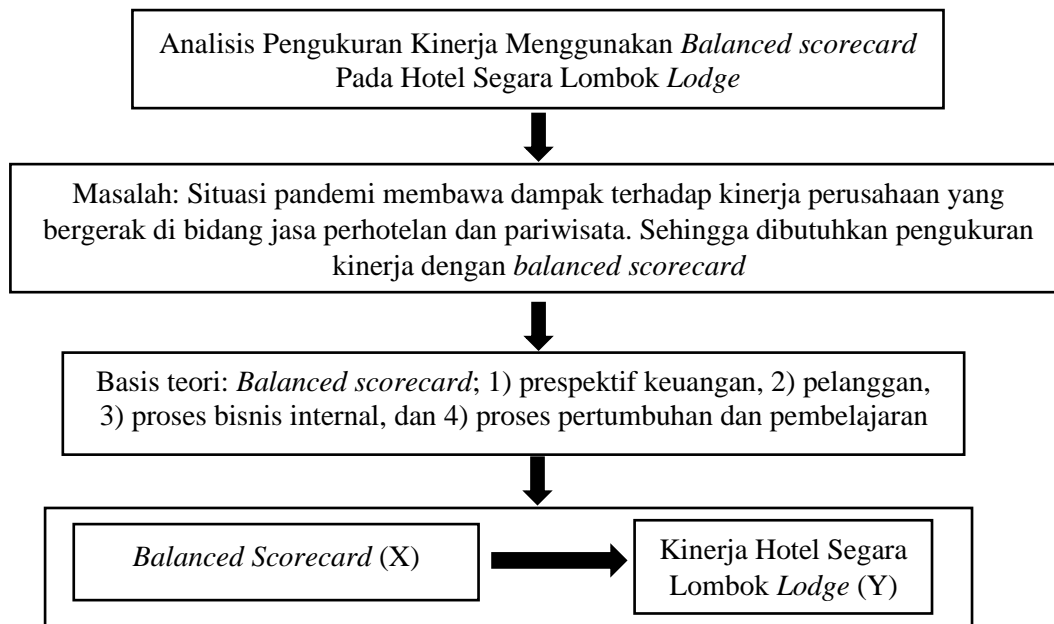 Analisis Pengukuran Kinerja Menggunakan Balanced scorecard
Pada Hotel Segara Lombok Lodge
Masalah: Situasi pandemi membawa dampak terhadap kinerja perusahaan yang
bergerak di bidang jasa perhotelan dan pariwisata. Sehingga dibutuhkan pengukuran
kinerja dengan balanced scorecard
Basis teori: Balanced scorecard; 1) prespektif keuangan, 2) pelanggan,
3) proses bisnis internal, dan 4) proses pertumbuhan dan pembelajaran
Balanced Scorecard (X)
Kinerja Hotel Segara
Lombok Lodge (Y)